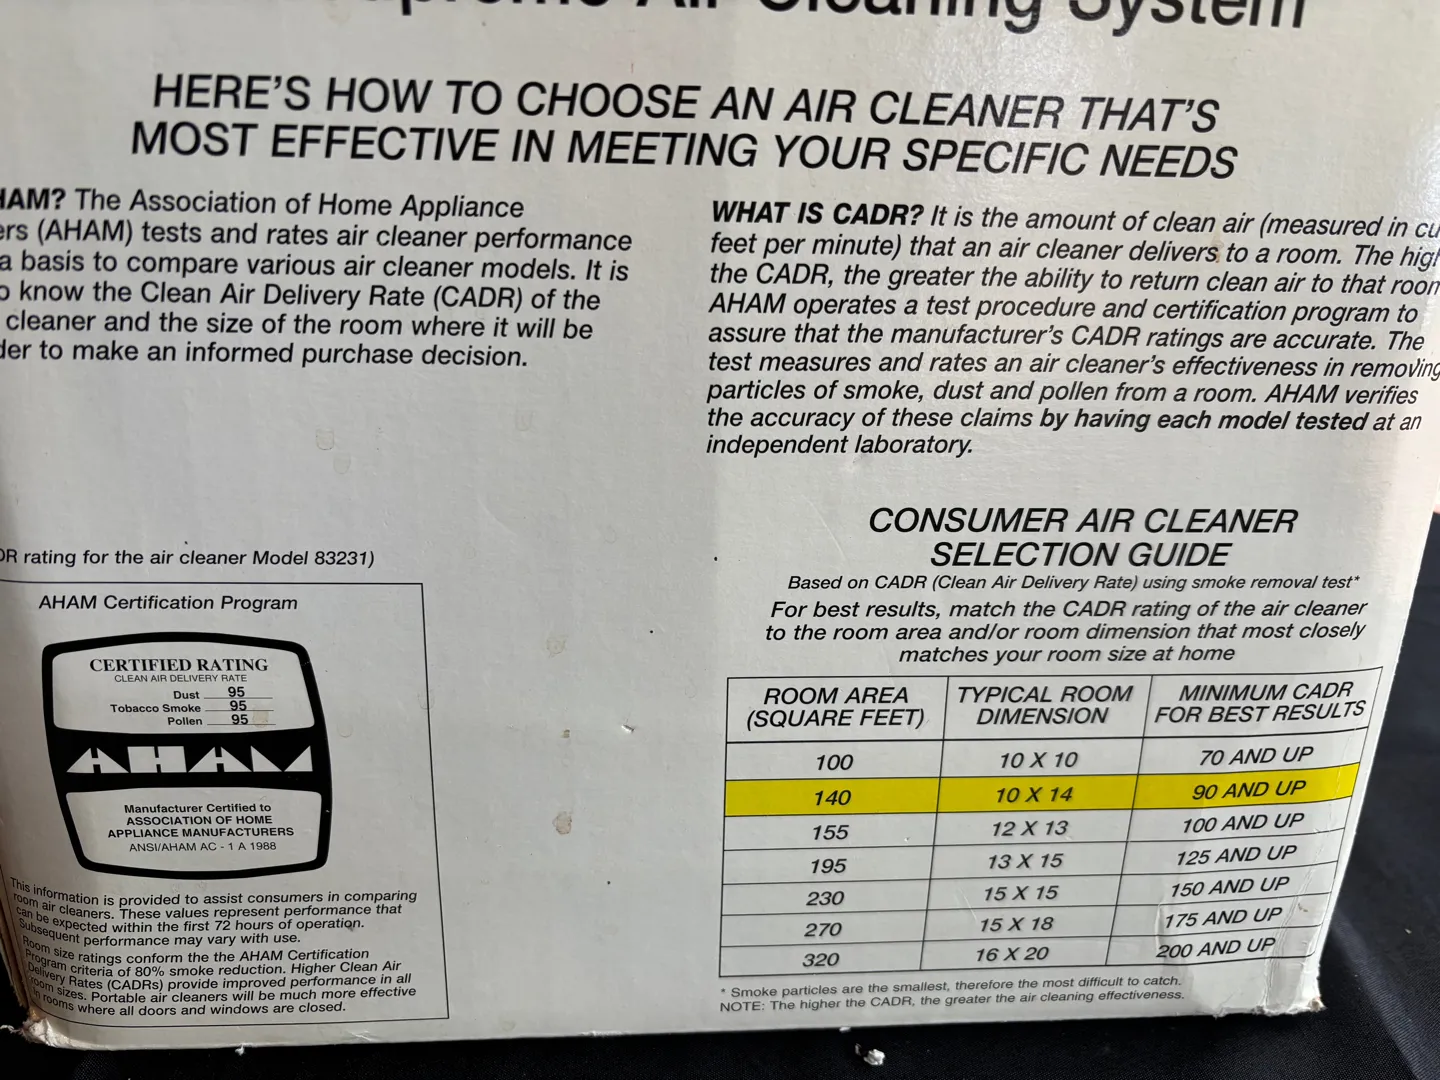 Air Cleaning System
HERE'S HOW TO CHOOSE AN AIR CLEANER THAT'S
MOST EFFECTIVE IN MEETING YOUR SPECIFIC NEEDS
HAM? The Association of Home Appliance
ers (AHAM) tests and rates air cleaner performance
a basis to compare various air cleaner models. It is
o know the Clean Air Delivery Rate (CADR) of the
cleaner and the size of the room where it will be
der to make an informed purchase decision.
WHAT IS CADR? It is the amount of clean air (measured in cu
feet per minute) that an air cleaner delivers to a room. The high
the CADR, the greater the ability to return clean air to that room
AHAM operates a test procedure and certification program to
assure that the manufacturer's CADR ratings are accurate. The
test measures and rates an air cleaner's effectiveness in removing
particles of smoke, dust and pollen from a room. AHAM verifies
the accuracy of these claims by having each model tested at an
independent laboratory.
DR rating for the air cleaner Model 83231)
AHAM Certification Program
CERTIFIED RATING
CLEAN AIR DELIVERY RATE
Dust 95
Tobacco Smoke 95
Pollen 95
AHAM
Manufacturer Certified to
ASSOCIATION OF HOME
APPLIANCE MANUFACTURERS
ANSI/AHAM AC - 1 A 1988
This information is provided to assist consumers in comparing
room air cleaners. These values represent performance that
can be expected within the first 72 hours of operation.
Subsequent performance may vary with use.
Room size ratings conform the the AHAM Certification
Program criteria of 80% smoke reduction. Higher Clean Air
Delivery Rates (CADRs) provide improved performance in all
room sizes. Portable air cleaners will be much more effective
in rooms where all doors and windows are closed.
CONSUMER AIR CLEANER
SELECTION GUIDE
Based on CADR (Clean Air Delivery Rate) using smoke removal test*
For best results, match the CADR rating of the air cleaner
to the room area and/or room dimension that most closely
matches your room size at home
ROOM AREA (SQUARE FEET) TYPICAL ROOM DIMENSION MINIMUM CADR FOR BEST RESULTS
100 10 X 10 70 AND UP
140 10 X 14 90 AND UP
155 12 X 13 100 AND UP
195 13 X 15 125 AND UP
230 15 X 15 150 AND UP
270 15 X 18 175 AND UP
320 16 X 20 200 AND UP
* Smoke particles are the smallest, therefore the most difficult to catch.
NOTE: The higher the CADR, the greater the air cleaning effectiveness.